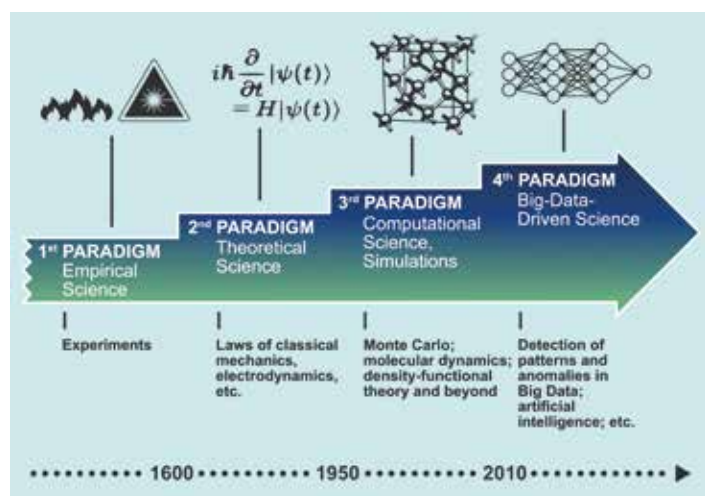 iℏ ∂/∂t |ψ(t)⟩
= H|ψ(t)⟩
1st PARADIGM
Empirical
Science
2nd PARADIGM
Theoretical
Science
3rd PARADIGM
Computational
Science,
Simulations
4th PARADIGM
Big-Data-
Driven Science
Experiments
Laws of classical
mechanics,
electrodynamics,
etc.
Monte Carlo;
molecular dynamics;
density-functional
theory and beyond
Detection of
patterns and
anomalies in
Big Data;
artificial
intelligence; etc.
1600
1950
2010